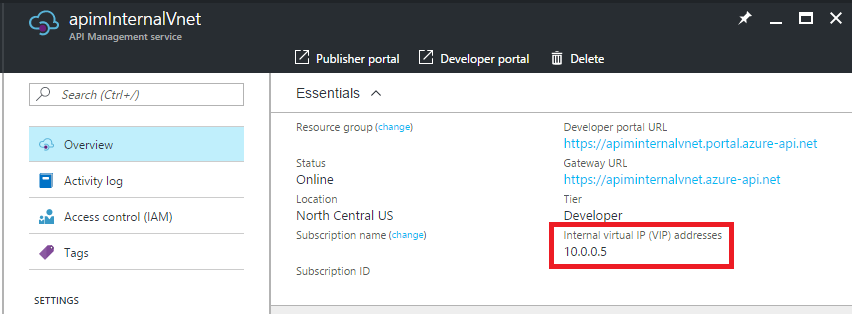 apimInternalVnet
API Management service
Publisher portal
Developer portal
Delete
Search (Ctrl+/)
Overview
Activity log
Access control (IAM)
Tags
SETTINGS
Essentials
Resource group (change)
Developer portal URL
https://apiminternalvnet.portal.azure-api.net
Status
Gateway URL
Online
https://apiminternalvnet.azure-api.net
Location
Tier
North Central US
Developer
Subscription name (change)
Internal virtual IP (VIP) addresses
10.0.0.5
Subscription ID